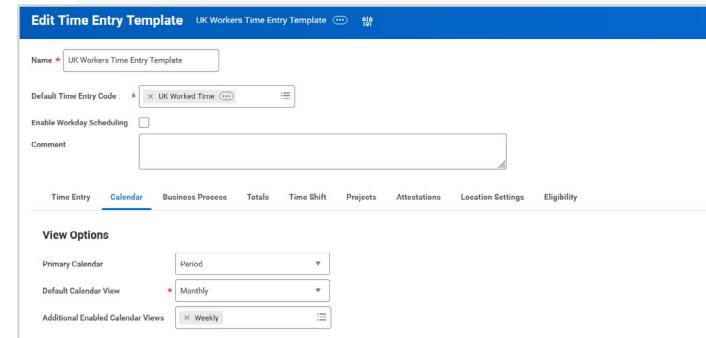 Edit Time Entry Template UK Workers Time Entry Template
Name * UK Workers Time Entry Template
Default Time Entry Code * × UK Worked Time
Enable Workday Scheduling
Comment
Time Entry Calendar Business Process Totals Time Shift Projects Attestations Location Settings Eligibility
View Options
Primary Calendar Period
Default Calendar View * Monthly
Additional Enabled Calendar Views × Weekly